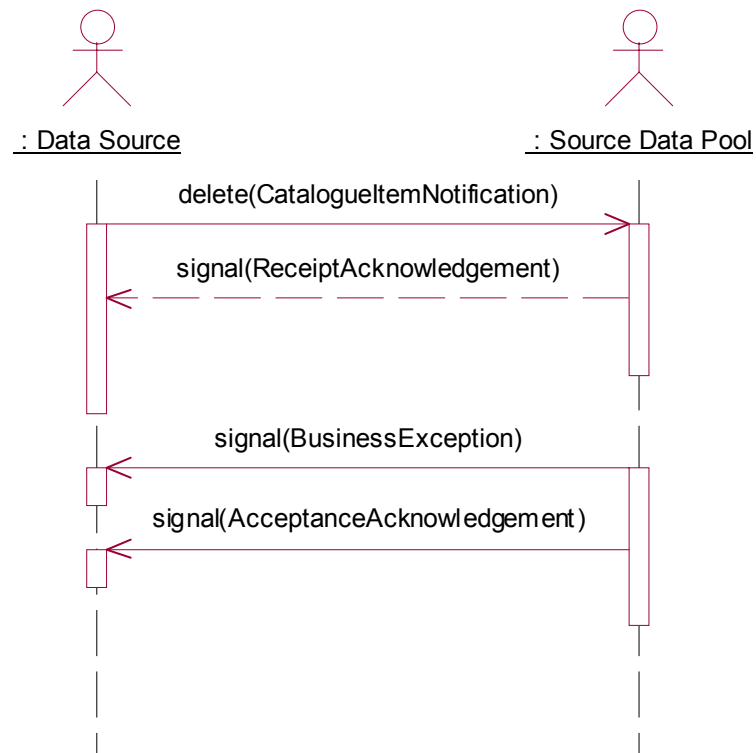 : Data Source
: Source Data Pool
delete(CatalogueItemNotification)
signal(ReceiptAcknowledgement)
signal(BusinessException)
signal(AcceptanceAcknowledgement)